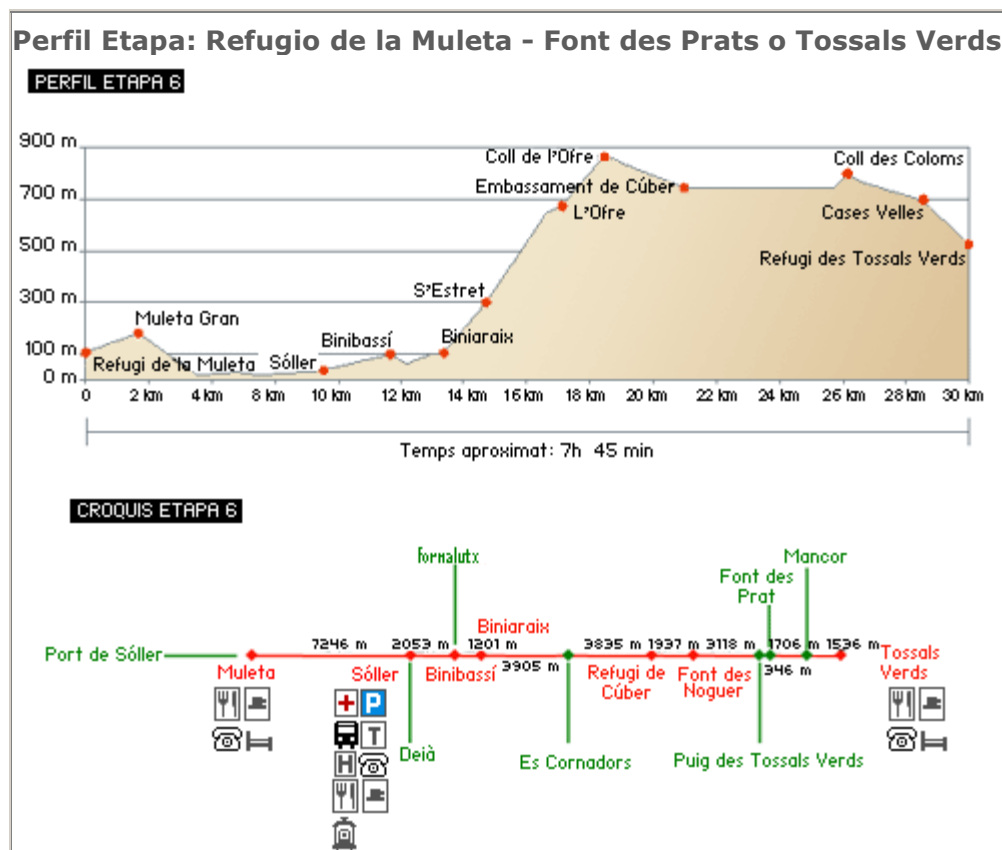 Perfil Etapa: Refugio de la Muleta - Font des Prats o Tossals Verds
PERFIL ETAPA 6
900 m
700 m
500 m
300 m
100 m
0 m
Coll de l'Ofre
Coll des Coloms
Embassament de Cúber
L'Ofre
Cases Velles
Refugi des Tossals Verds
S'Estret
Muleta Gran
Binibassí
Biniaraix
Refugi de la Muleta
Sóller
0 2 km 4 km 6 km 8 km 10 km 12 km 14 km 16 km 18 km 20 km 22 km 24 km 26 km 28 km 30 km
Temps aproximat: 7h 45 min
CROQUIS ETAPA 6
fornalutx
Mancor
Font des
Prat
Biniaraix
7246 m 2053 m 1201 m 3835 m 1937 m 3118 m 1706 m 1536 m
Port de Sóller
3905 m
346 m
Muleta
Sóller
Binibassí
Refugi de
Cúber
Font des
Noguer
Tossals
Verds
P
T
H
Deià
Es Cornadors
Puig des Tossals Verds